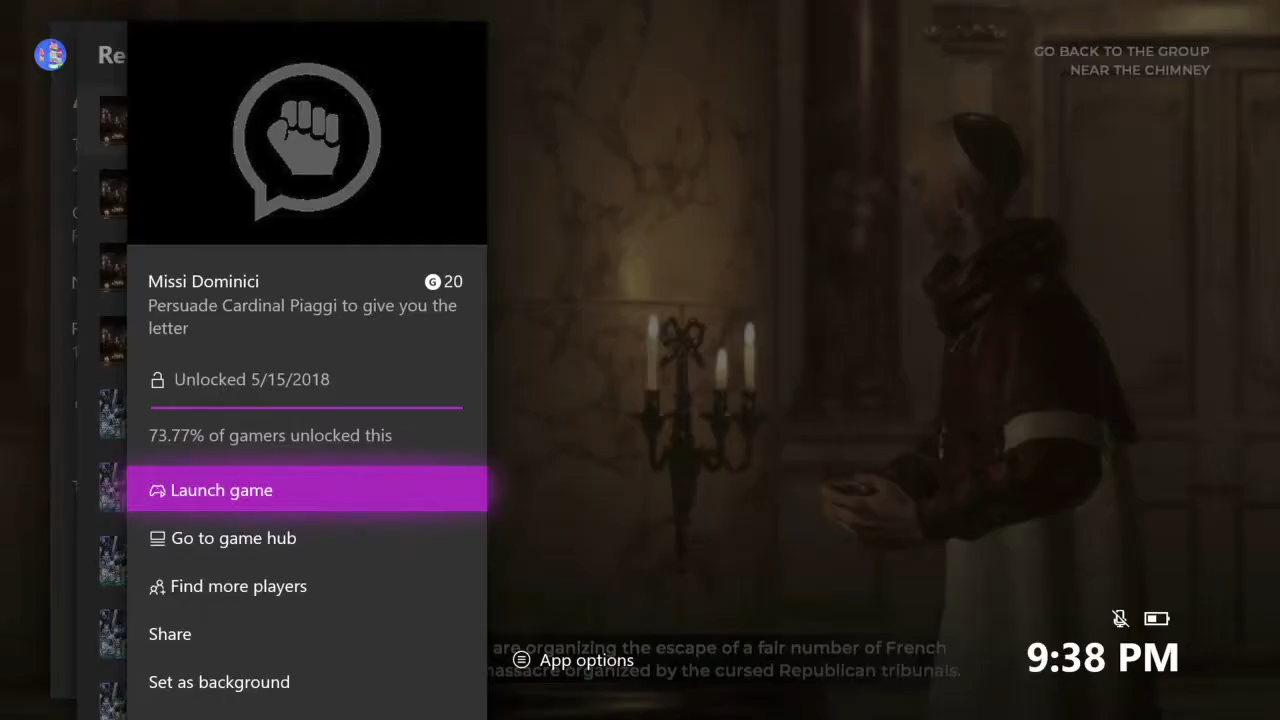 Re
GO BACK TO THE GROUP
NEAR THE CHIMNEY
Missi Dominici
G 20
Persuade Cardinal Piaggi to give you the
letter
Unlocked 5/15/2018
73.77% of gamers unlocked this
Launch game
Go to game hub
Find more players
Share
Set as background
are organizing the escape of a fair number of French
massacre organized by the cursed Republican tribunals.
App options
9:38 PM